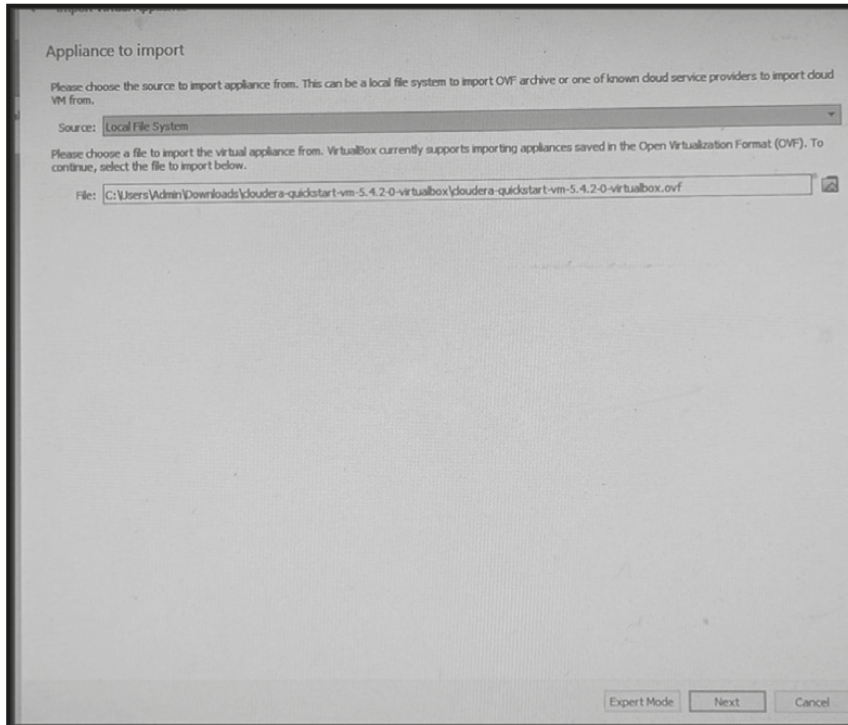 Import Virtual Appliance
Appliance to import
Please choose the source to import appliance from. This can be a local file system to import OVF archive or one of known cloud service providers to import cloud
VM from.
Source: Local File System
Please choose a file to import the virtual appliance from. VirtualBox currently supports importing appliances saved in the Open Virtualization Format (OVF). To
continue, select the file to import below.
File: C:\Users\Admin\Downloads\cloudera-quickstart-vm-5.4.2-0-virtualbox\cloudera-quickstart-vm-5.4.2-0-virtualbox.ovf
Expert Mode Next Cancel